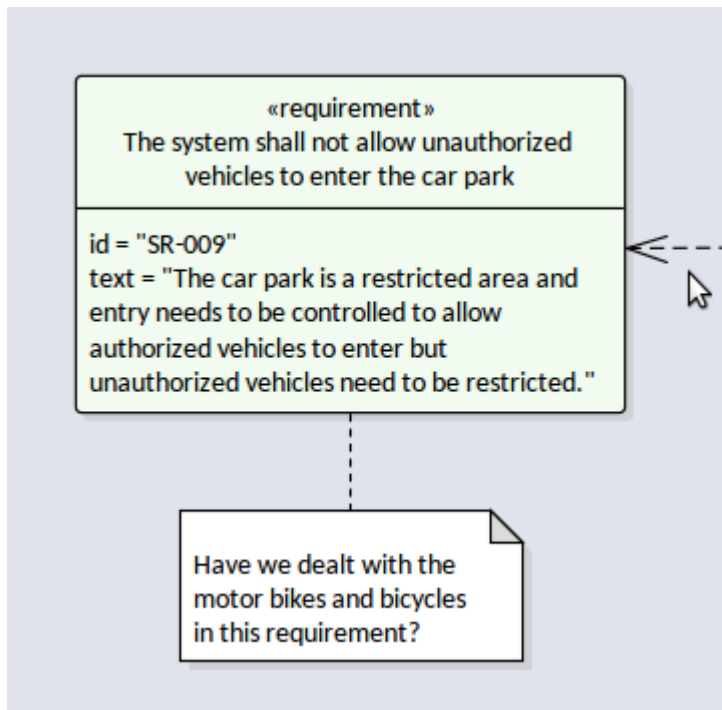 «requirement»
The system shall not allow unauthorized
vehicles to enter the car park
id = "SR-009"
text = "The car park is a restricted area and
entry needs to be controlled to allow
authorized vehicles to enter but
unauthorized vehicles need to be restricted."
Have we dealt with the
motor bikes and bicycles
in this requirement?